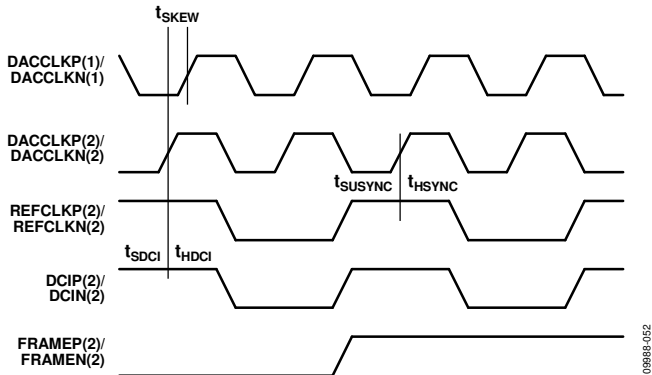 tSKEW
DACCLKP(1)/
DACCLKN(1)
DACCLKP(2)/
DACCLKN(2)
tSUSYNC tHSYNC
REFCLKP(2)/
REFCLKN(2)
tSDCI tHDCI
DCIP(2)/
DCIN(2)
FRAMEP(2)/
FRAMEN(2)
09988-052